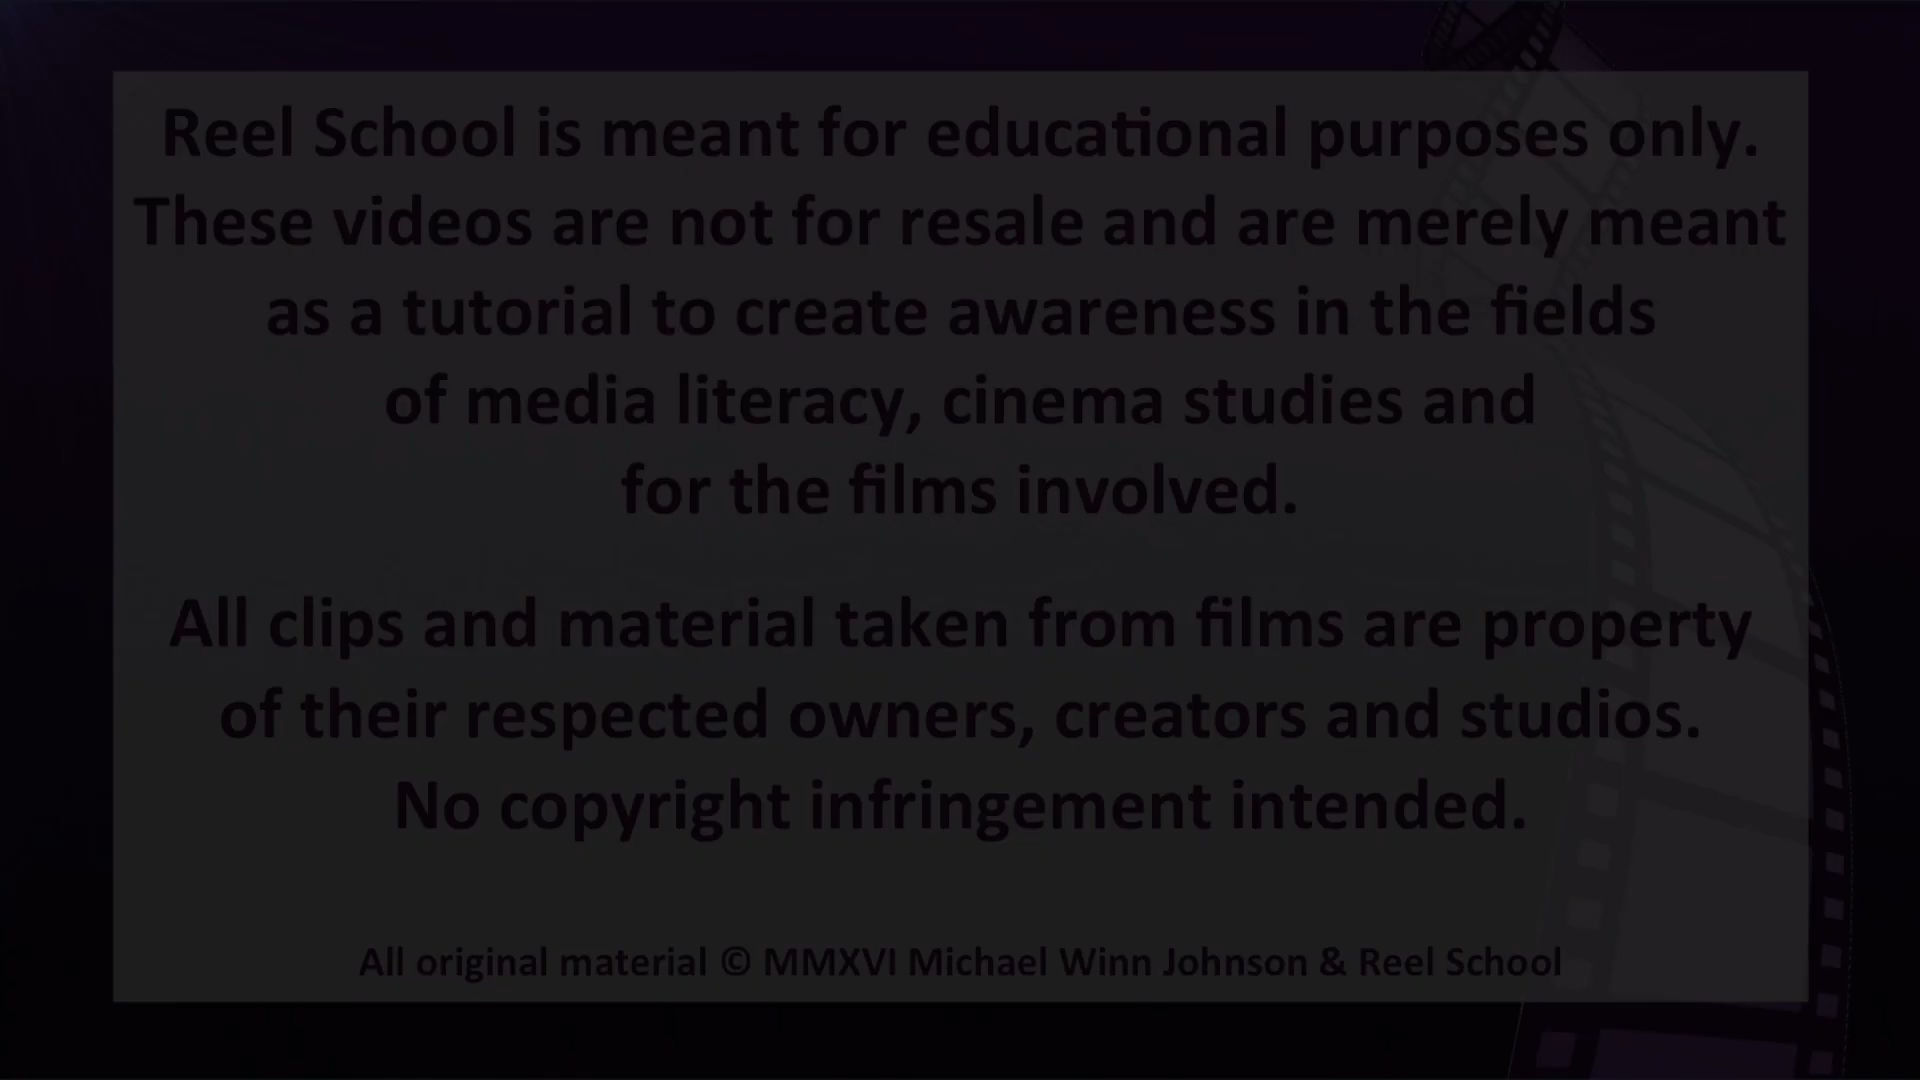 Reel School is meant for educational purposes only.
These videos are not for resale and are merely meant
as a tutorial to create awareness in the fields
of media literacy, cinema studies and
for the films involved.
All clips and material taken from films are property
of their respected owners, creators and studios.
No copyright infringement intended.
All original material © MMXVI Michael Winn Johnson & Reel School